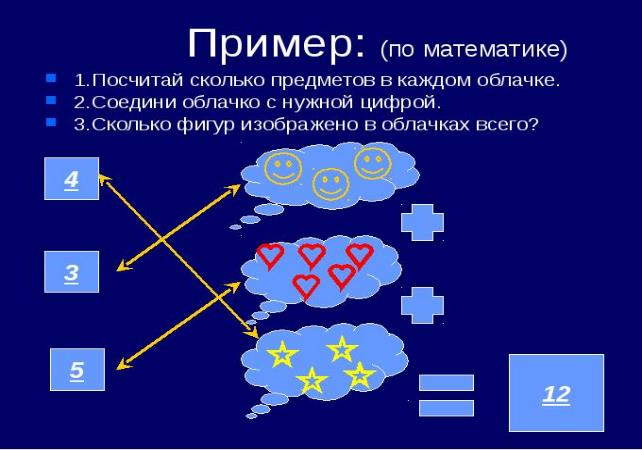 Пример: (по математике)
1.Посчитай сколько предметов в каждом облачке.
2.Соедини облачко с нужной цифрой.
3.Сколько фигур изображено в облачках всего?
4
3
5
12